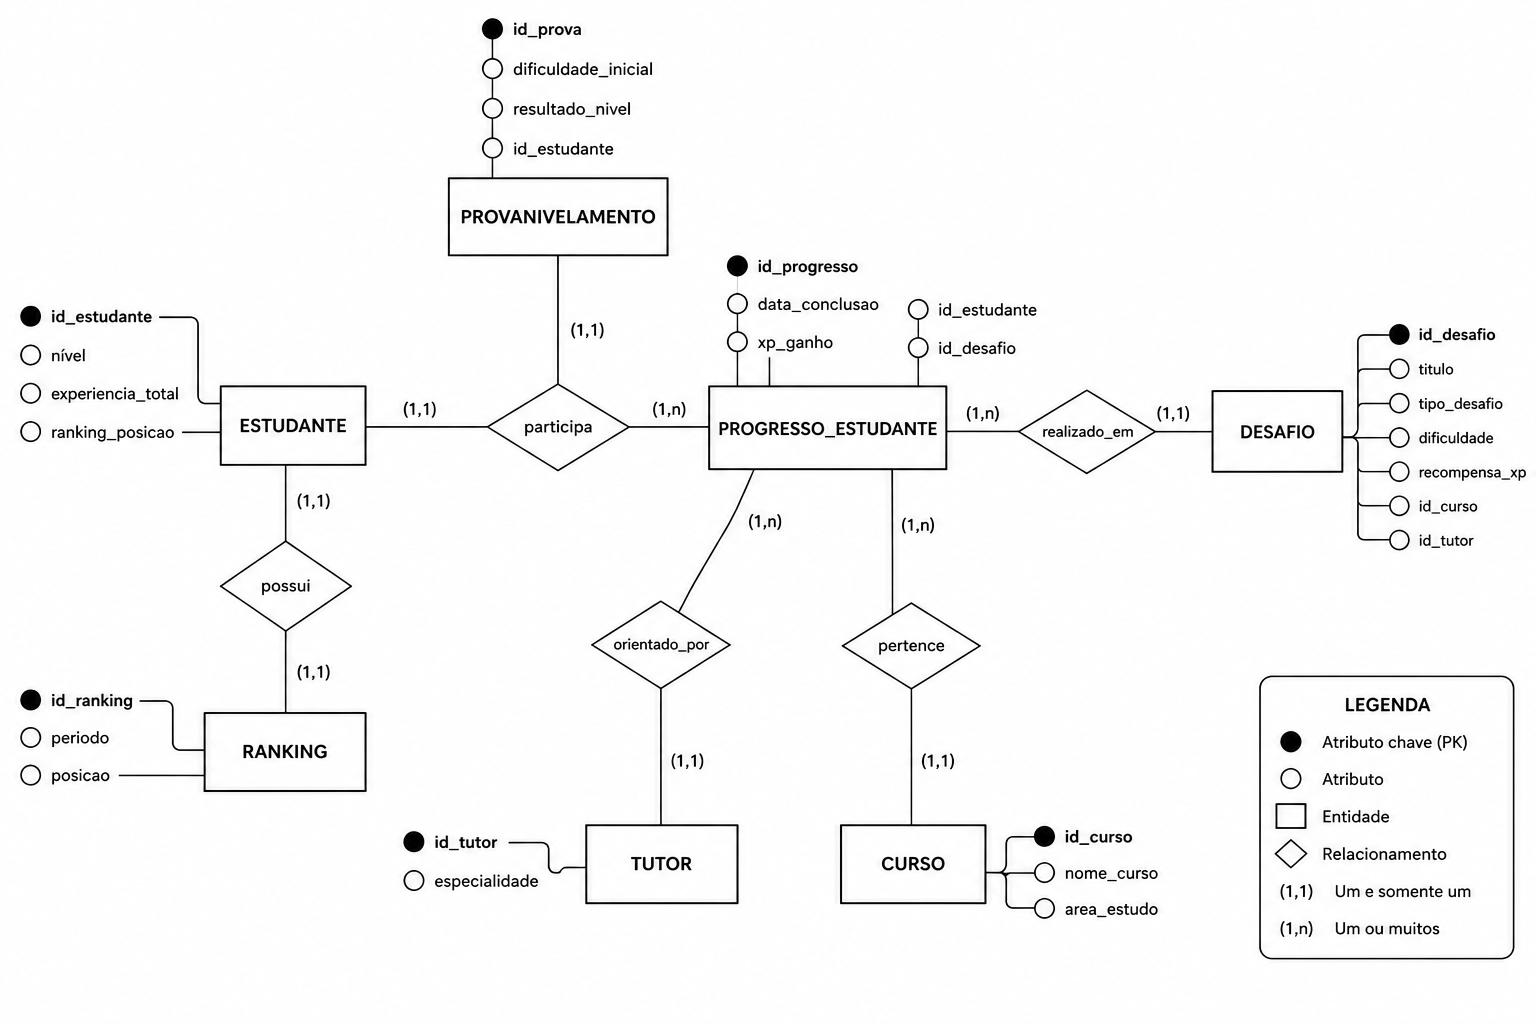 id_prova
dificuldade_inicial
resultado_nivel
id_estudante
PROVANIVELAMENTO
(1,1)
id_estudante
nível
experiencia_total
ranking_posicao
ESTUDANTE
(1,1)
participa
(1,n)
id_progresso
data_conclusao
xp_ganho
id_estudante
id_desafio
PROGRESSO_ESTUDANTE
(1,n)
realizado_em
(1,1)
DESAFIO
id_desafio
titulo
tipo_desafio
dificuldade
recompensa_xp
id_curso
id_tutor
(1,1)
possui
(1,1)
id_ranking
periodo
posicao
RANKING
(1,n)
orientado_por
(1,1)
id_tutor
especialidade
TUTOR
(1,n)
pertence
(1,1)
CURSO
id_curso
nome_curso
area_estudo
LEGENDA
Atributo chave (PK)
Atributo
Entidade
Relacionamento
(1,1) Um e somente um
(1,n) Um ou muitos